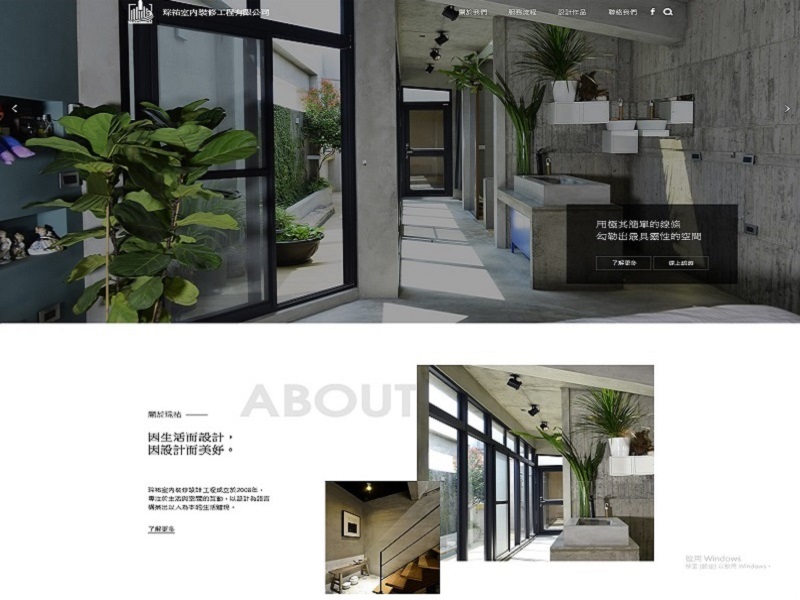 琛祐室內裝修工程有限公司
關於我們 服務流程 設計作品 聯絡我們
用極其簡單的線條
勾勒出最具靈性的空間
了解更多 線上諮詢
ABOUT
關於琛祐
因生活而設計，
因設計而美好。
琛祐室內裝修設計工程成立於2008年，
專注於生活與空間的互動，以設計為語言
構築出以人為本的生活體現。
了解更多
啟用 Windows
移至 [設定] 以啟用 Windows。